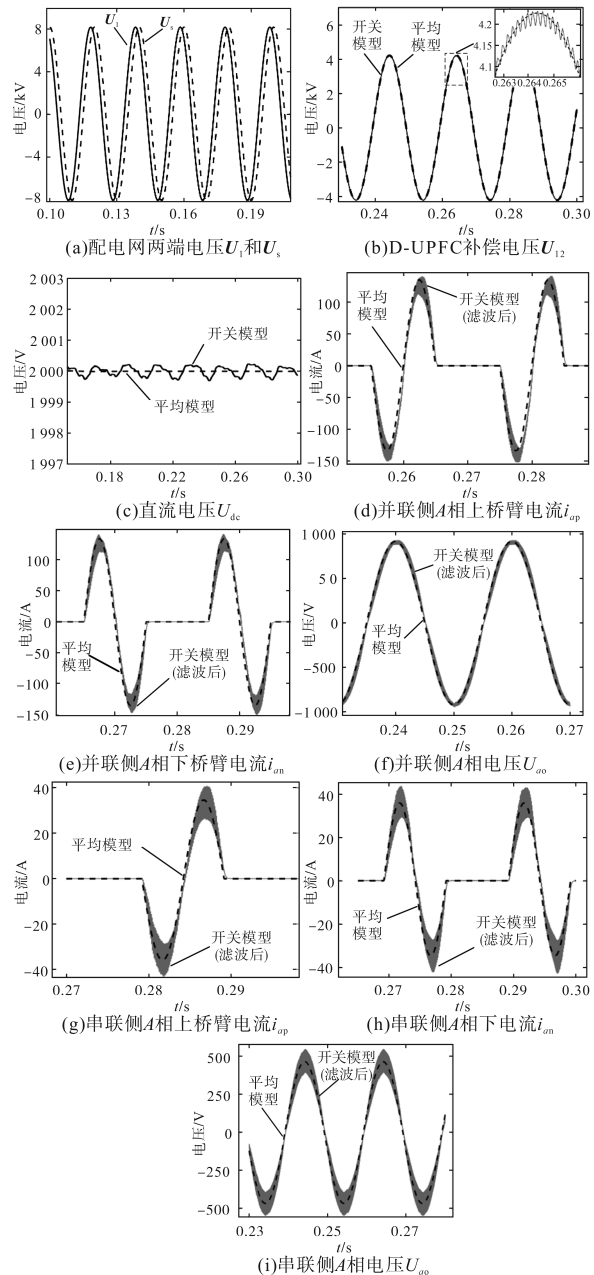 U₁
Uₛ
电压/kV
8
4
0
−4
−8
0.10
0.13
0.16
0.19
t/s
(a)配电网两端电压U₁和Uₛ
开关
模型
平均
模型
4.20
4.15
4.10
0.263
0.264
0.265
电压/kV
6
4
2
0
−2
−4
0.24
0.26
0.28
0.30
t/s
(b)D-UPFC补偿电压U₁₂
开关模型
平均模型
电压/V
2 003
2 002
2 001
2 000
1 999
1 998
1 997
0.18
0.22
0.26
0.30
t/s
(c)直流电压U_dc
平均
模型
开关模型
(滤波后)
电流/A
100
50
0
−50
−100
−150
0.26
0.27
0.28
t/s
(d)并联侧A相上桥臂电流i_ap
平均
模型
开关模型
(滤波后)
电流/A
100
50
0
−50
−100
−150
0.27
0.28
0.29
t/s
(e)并联侧A相下桥臂电流i_an
开关模型
(滤波后)
平均
模型
电压/V
1 000
5 00
0
−500
−1 000
0.24
0.25
0.26
0.27
t/s
(f)并联侧A相电压U_ao
平均模型
开关模型
(滤波后)
电流/A
40
20
0
−20
−40
0.27
0.28
0.29
t/s
(g)串联侧A相上桥臂电流i_ap
平均
模型
开关模型
(滤波后)
电流/A
40
20
0
−20
−40
0.27
0.28
0.29
0.30
t/s
(h)串联侧A相下电流i_an
平均
模型
开关模型
(滤波后)
电压/V
500
250
0
−250
−500
0.23
0.25
0.27
t/s
(i)串联侧A相电压U_ao